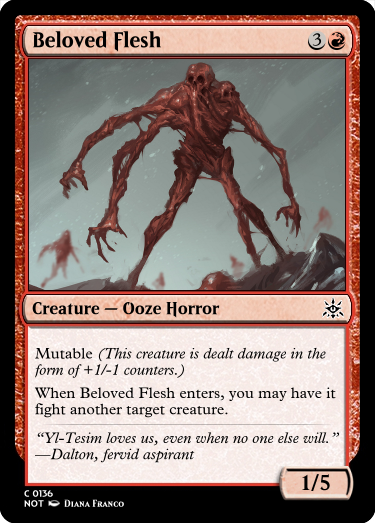 Beloved Flesh
3
Creature — Ooze Horror
Mutable (This creature is dealt damage in the
form of +1/-1 counters.)
When Beloved Flesh enters, you may have it
fight another target creature.
“Yl-Tesim loves us, even when no one else will.”
—Dalton, fervid aspirant
1/5
C 0136
NOT Diana Franco